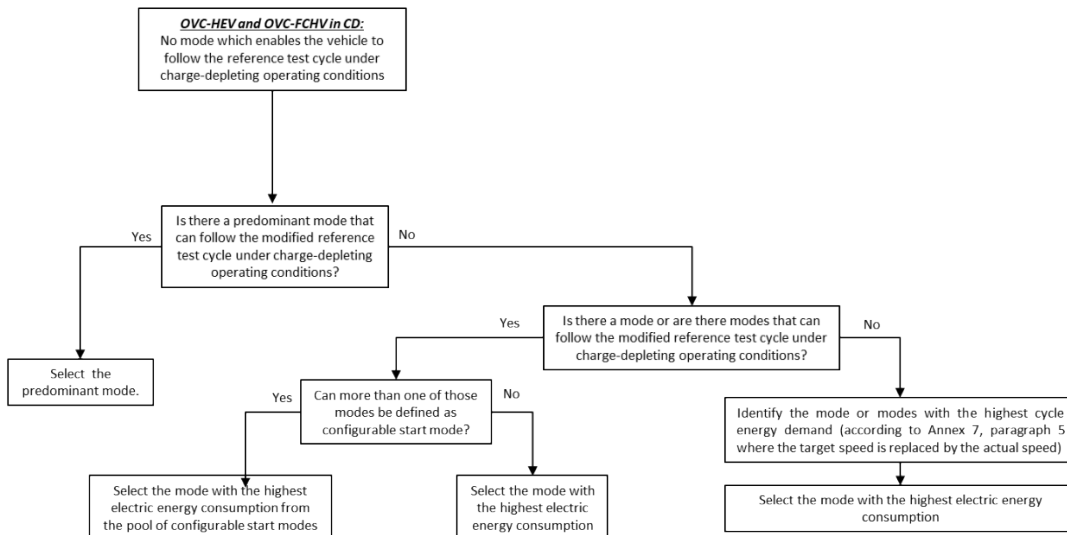 OVC-HEV and OVC-FCHV in CD:
No mode which enables the vehicle to
follow the reference test cycle under
charge-depleting operating conditions
Is there a predominant mode that
can follow the modified reference
test cycle under charge-depleting
operating conditions?
Yes
No
Select the
predominant mode.
Is there a mode or are there modes that can
follow the modified reference test cycle under
charge-depleting operating conditions?
Yes
No
Can more than one of those
modes be defined as
configurable start mode?
Yes
No
Identify the mode or modes with the highest cycle
energy demand (according to Annex 7, paragraph 5
where the target speed is replaced by the actual speed)
Select the mode with the highest
electric energy consumption from
the pool of configurable start modes
Select the mode with
the highest electric
energy consumption
Select the mode with the highest electric energy
consumption